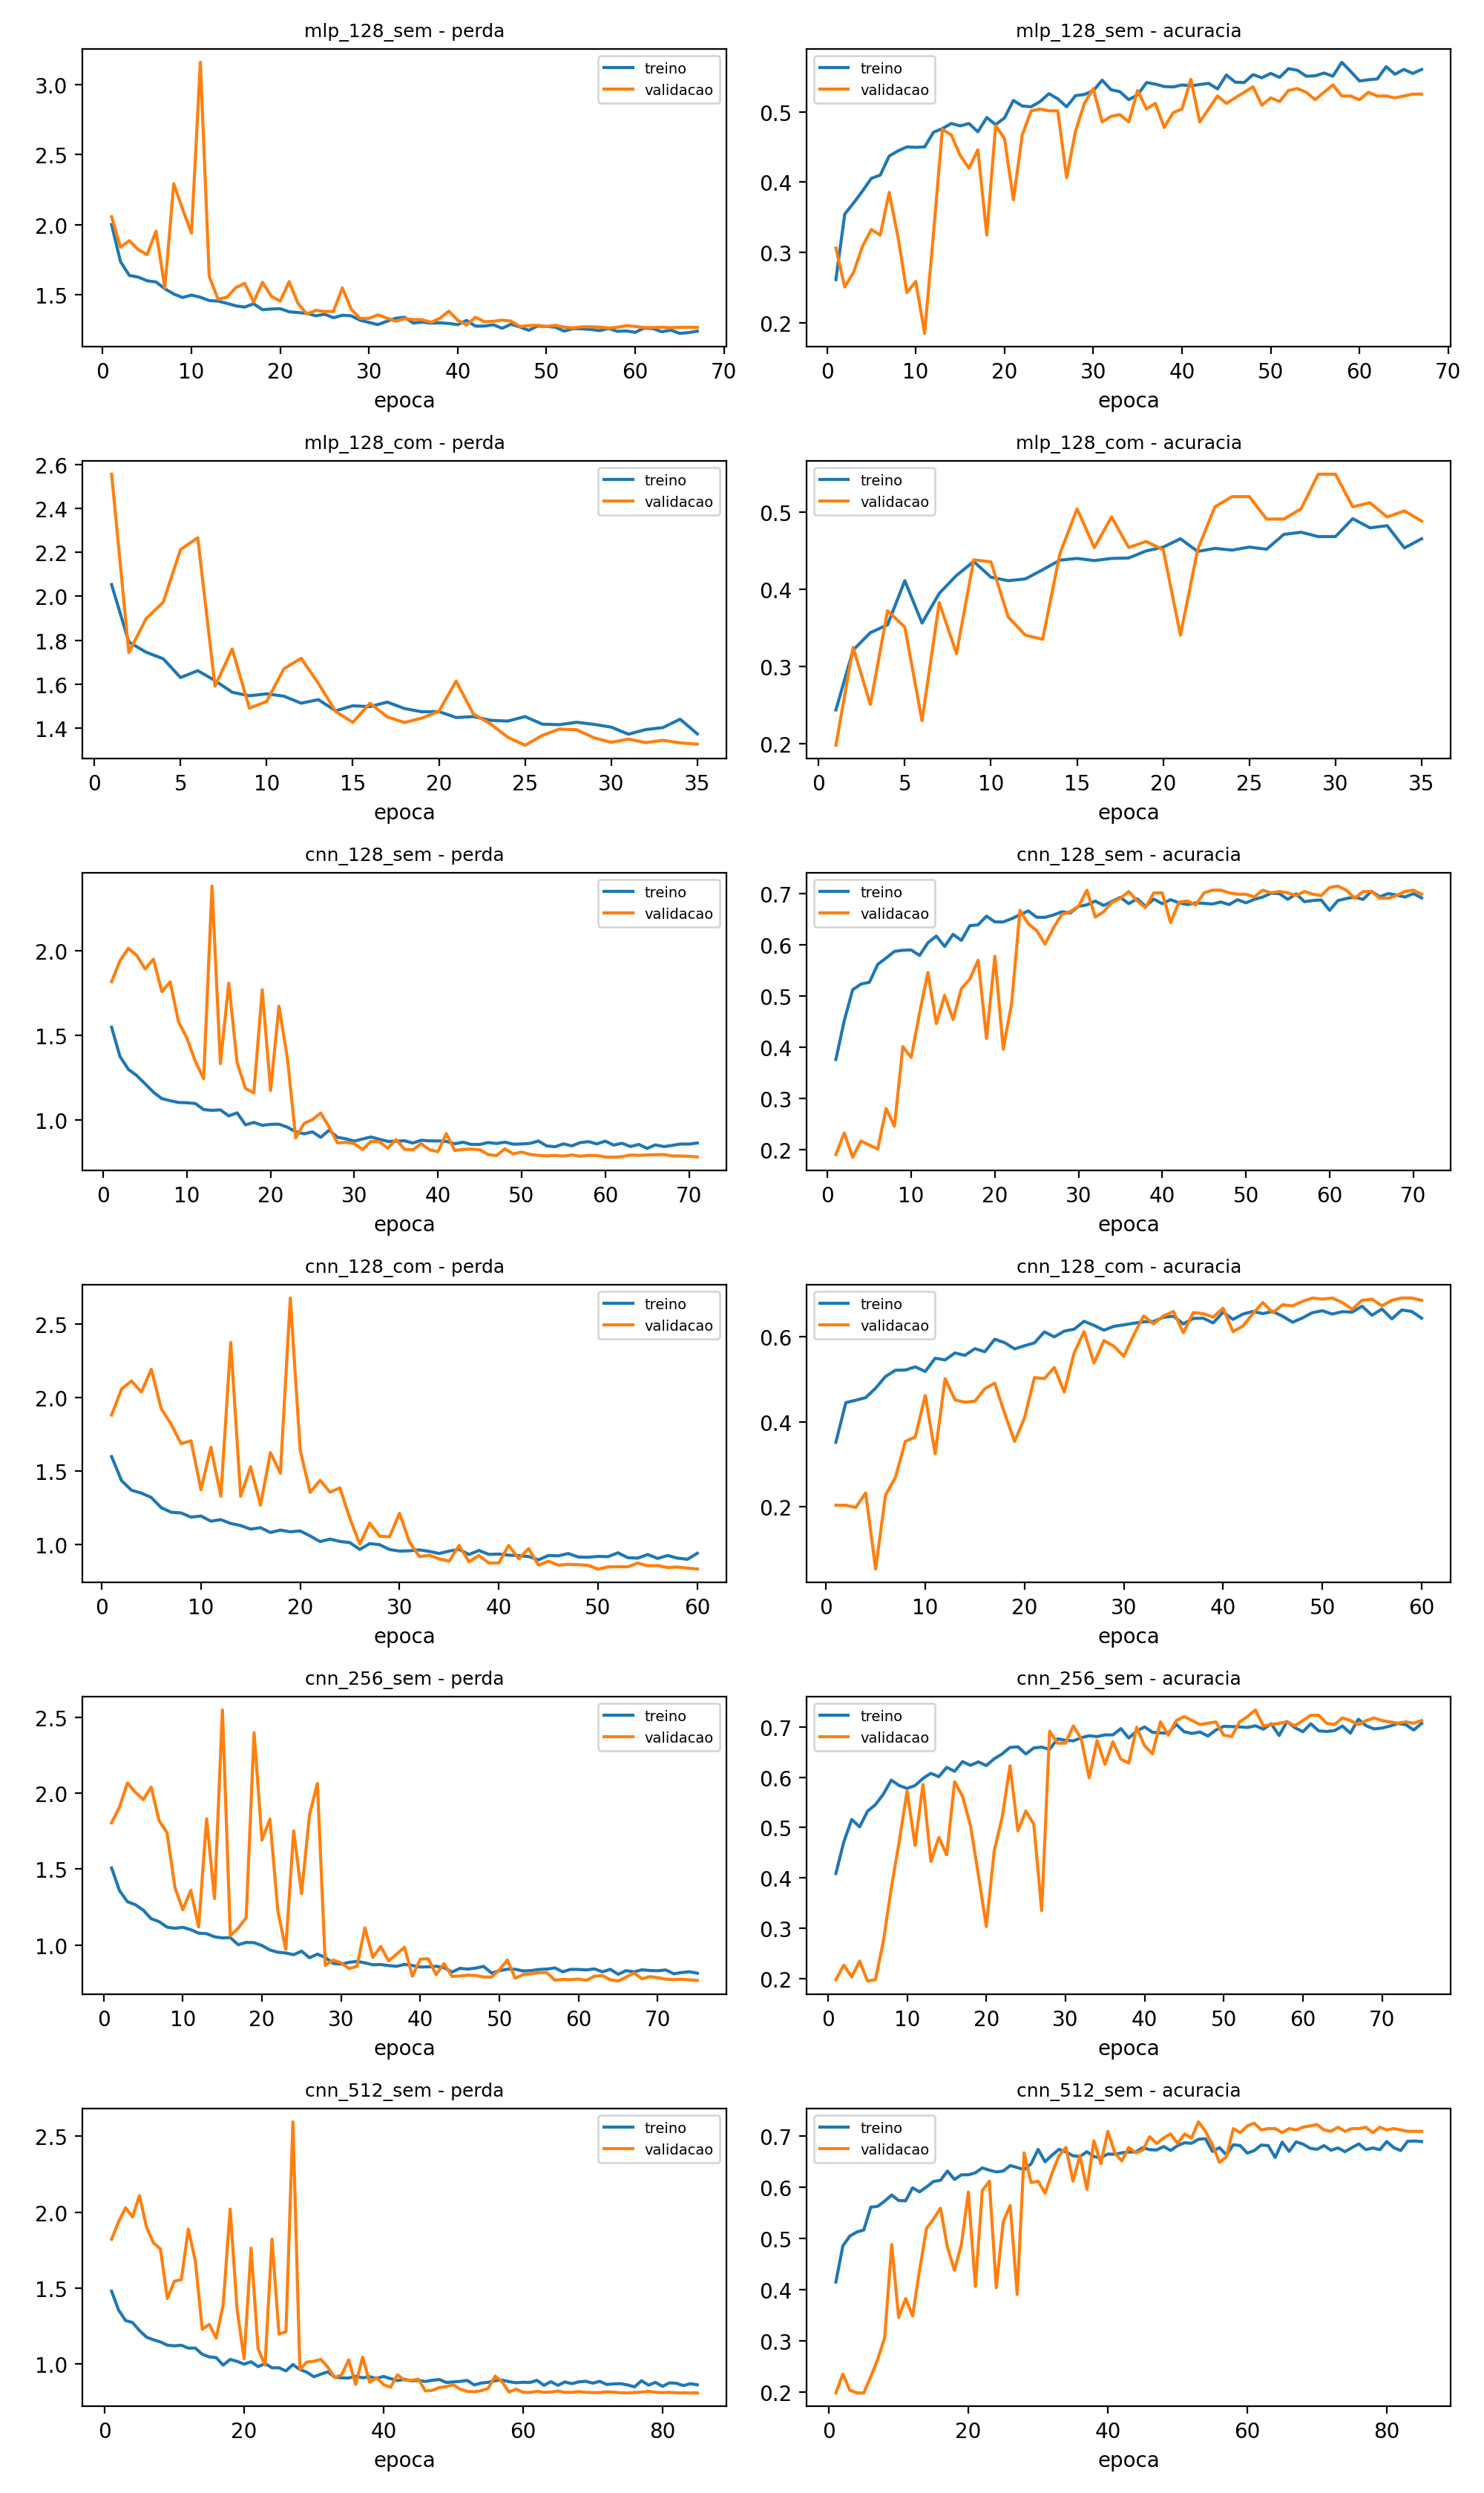 mlp_128_sem - perda
mlp_128_sem - acuracia
treino
validacao
treino
validacao
3.0
2.5
2.0
1.5
0.5
0.4
0.3
0.2
0 10 20 30 40 50 60 70
0 10 20 30 40 50 60 70
epoca
epoca
mlp_128_com - perda
mlp_128_com - acuracia
treino
validacao
treino
validacao
2.6
2.4
2.2
2.0
1.8
1.6
1.4
0.5
0.4
0.3
0.2
0 5 10 15 20 25 30 35
0 5 10 15 20 25 30 35
epoca
epoca
cnn_128_sem - perda
cnn_128_sem - acuracia
treino
validacao
treino
validacao
2.0
1.5
1.0
0.7
0.6
0.5
0.4
0.3
0.2
0 10 20 30 40 50 60 70
0 10 20 30 40 50 60 70
epoca
epoca
cnn_128_com - perda
cnn_128_com - acuracia
treino
validacao
treino
validacao
2.5
2.0
1.5
1.0
0.6
0.4
0.2
0 10 20 30 40 50 60
0 10 20 30 40 50 60
epoca
epoca
cnn_256_sem - perda
cnn_256_sem - acuracia
treino
validacao
treino
validacao
2.5
2.0
1.5
1.0
0.7
0.6
0.5
0.4
0.3
0.2
0 10 20 30 40 50 60 70
0 10 20 30 40 50 60 70
epoca
epoca
cnn_512_sem - perda
cnn_512_sem - acuracia
treino
validacao
treino
validacao
2.5
2.0
1.5
1.0
0.7
0.6
0.5
0.4
0.3
0.2
0 20 40 60 80
0 20 40 60 80
epoca
epoca